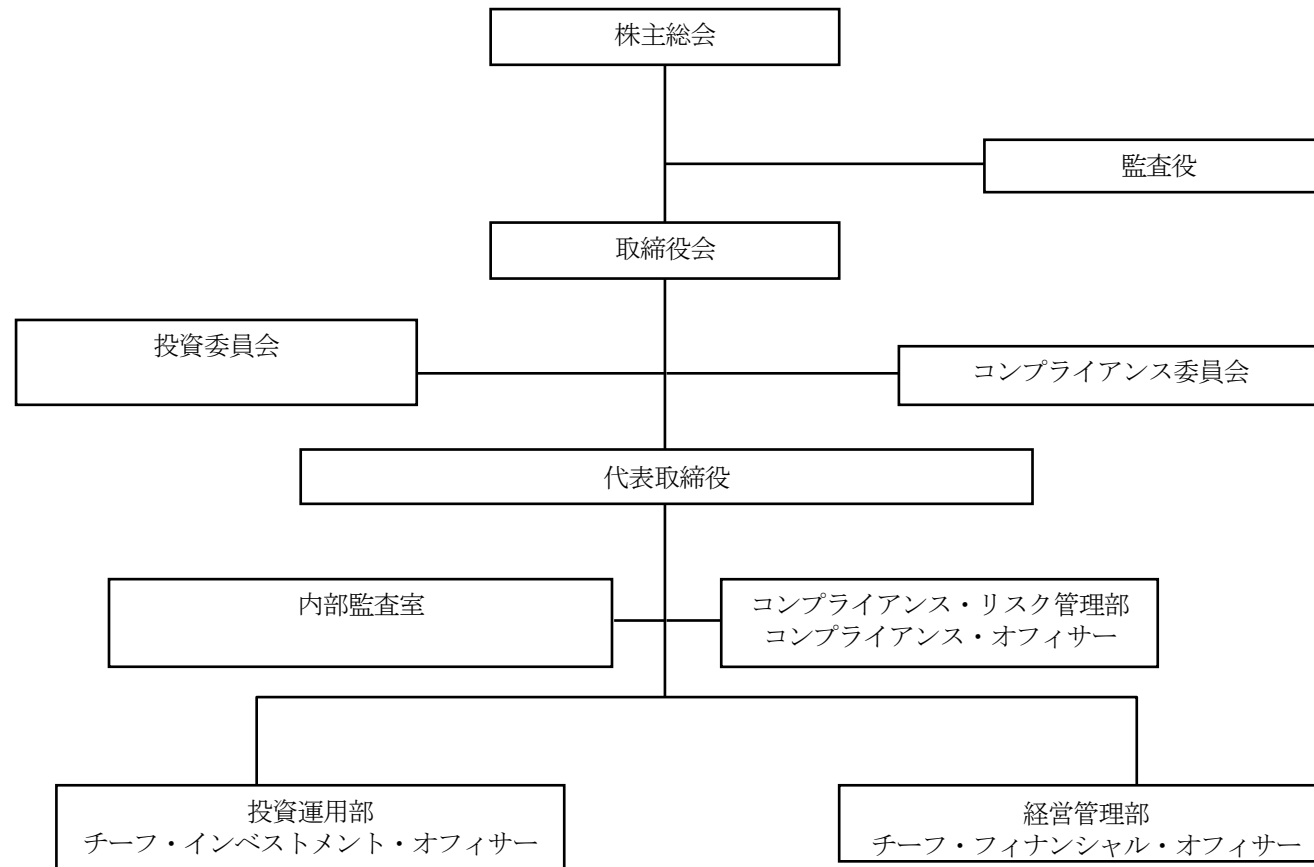 株主総会
監査役
取締役会
投資委員会
コンプライアンス委員会
代表取締役
内部監査室
コンプライアンス・リスク管理部
コンプライアンス・オフィサー
投資運用部
チーフ・インベストメント・オフィサー
経営管理部
チーフ・フィナンシャル・オフィサー